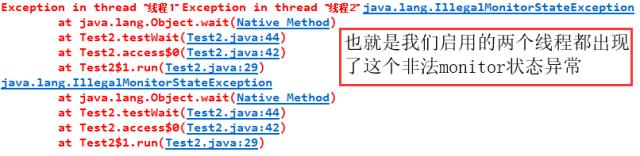 Exception in thread "线程1" Exception in thread "线程2" java.lang.IllegalMonitorStateException
at java.lang.Object.wait(Native Method)
at Test2.testWait(Test2.java:44)
at Test2.access$0(Test2.java:42)
at Test2$1.run(Test2.java:29)
java.lang.IllegalMonitorStateException
at java.lang.Object.wait(Native Method)
at Test2.testWait(Test2.java:44)
at Test2.access$0(Test2.java:42)
at Test2$1.run(Test2.java:29)
也就是我们启用的两个线程都出现
了这个非法monitor状态异常